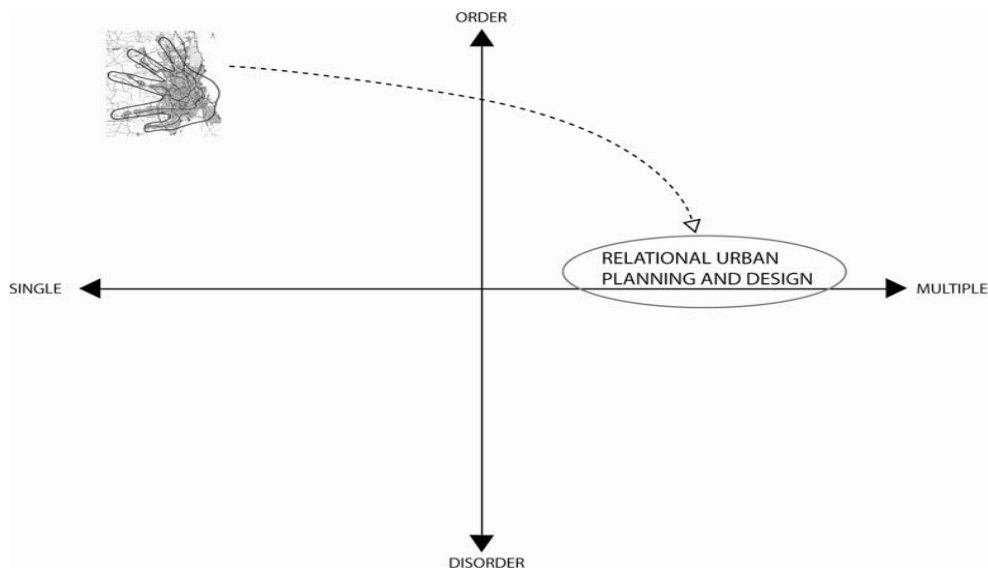 ORDER
RELATIONAL URBAN
PLANNING AND DESIGN
SINGLE
MULTIPLE
DISORDER